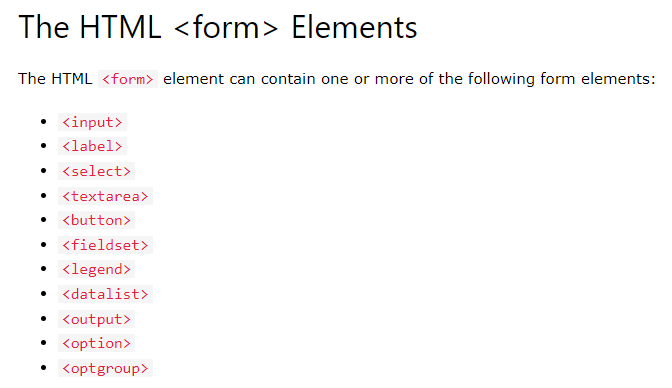 The HTML <form> Elements
The HTML <form> element can contain one or more of the following form elements:
• <input>
• <label>
• <select>
• <textarea>
• <button>
• <fieldset>
• <legend>
• <datalist>
• <output>
• <option>
• <optgroup>